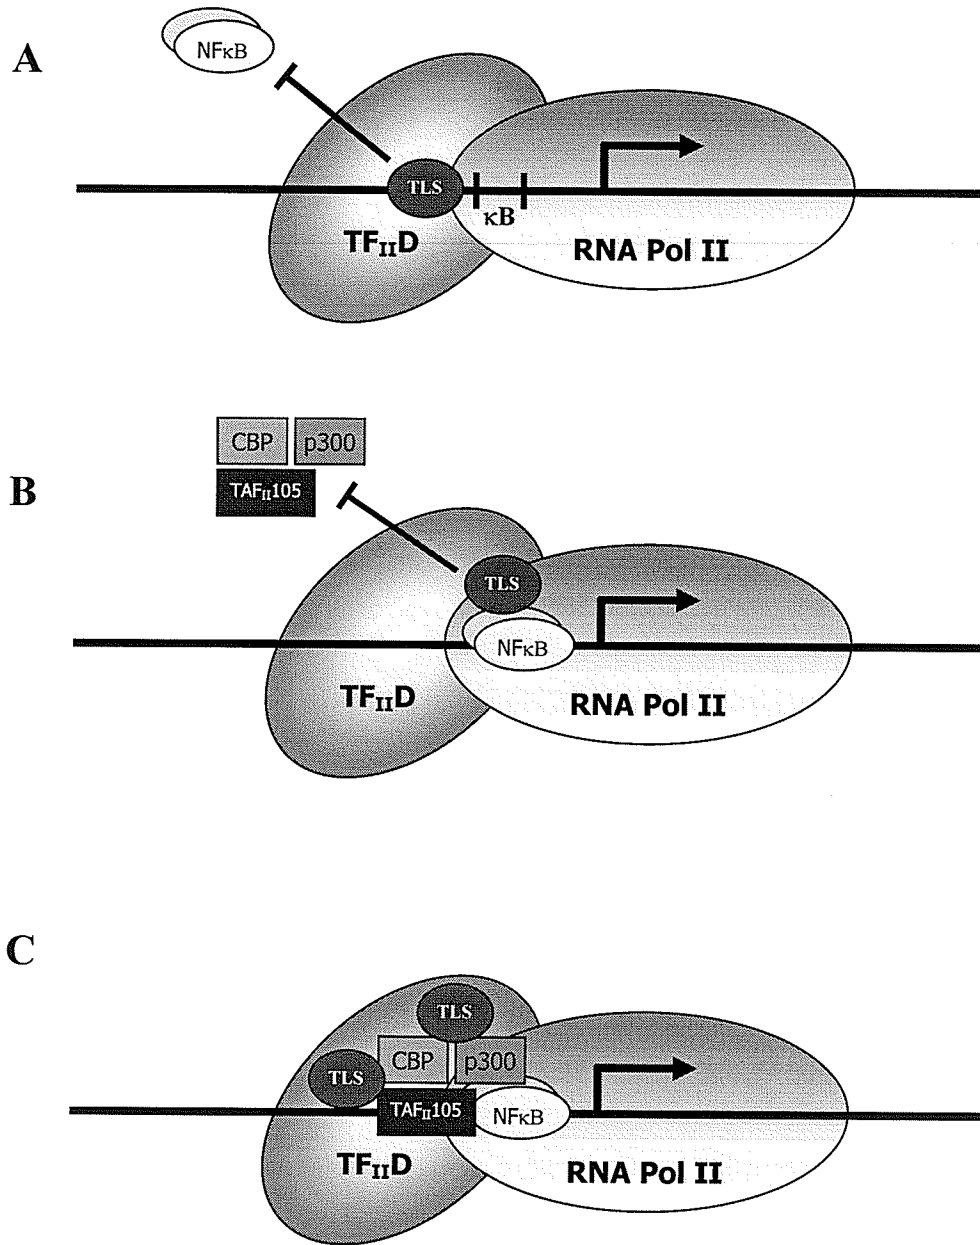 A
NFκB
TLS
κB
TFIID
RNA Pol II
B
CBP p300
TAFII105
TLS
NFκB
TFIID
RNA Pol II
C
TLS
CBP p300
TLS
TAFII105 NFκB
TFIID
RNA Pol II